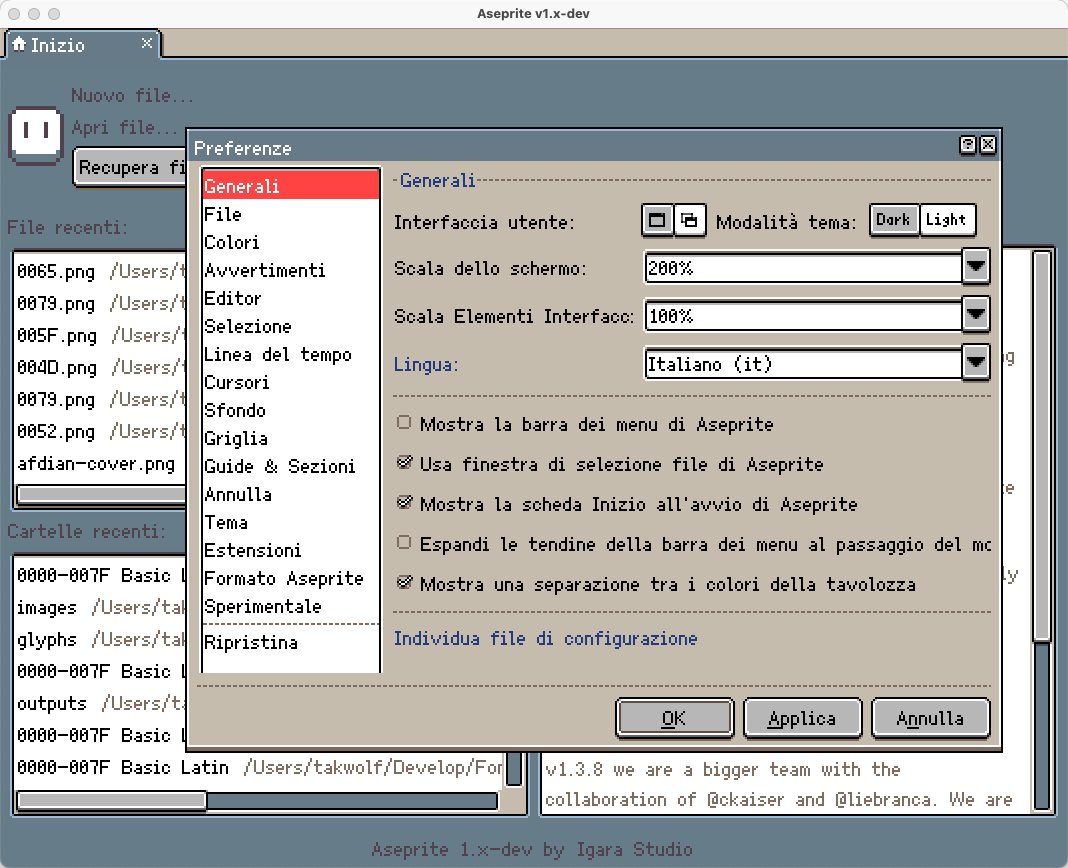 Aseprite v1.x-dev
Inizio
Nuovo file...
Apri file...
Recupera fi
File recenti:
0065.png /Users/t
0079.png /Users/t
005F.png /Users/t
004D.png /Users/t
0079.png /Users/t
0052.png /Users/t
afdian-cover.png
Cartelle recenti:
0000-007F Basic L
images /Users/tak
glyphs /Users/tak
0000-007F Basic L
outputs /Users/ta
0000-007F Basic L
0000-007F Basic Latin /Users/takwolf/Develop/For
Preferenze
Generali
File
Colori
Avvertimenti
Editor
Selezione
Linea del tempo
Cursori
Sfondo
Griglia
Guide & Sezioni
Annulla
Tema
Estensioni
Formato Aseprite
Sperimentale
Ripristina
Generali
Interfaccia utente: Modalità tema: Dark Light
Scala dello schermo: 200%
Scala Elementi Interfacc: 100%
Lingua: Italiano (it)
Mostra la barra dei menu di Aseprite
Usa finestra di selezione file di Aseprite
Mostra la scheda Inizio all'avvio di Aseprite
Espandi le tendine della barra dei menu al passaggio del mo
Mostra una separazione tra i colori della tavolozza
Individua file di configurazione
OK Applica Annulla
v1.3.8 we are a bigger team with the
collaboration of @ckaiser and @liebranca. We are
Aseprite 1.x-dev by Igara Studio